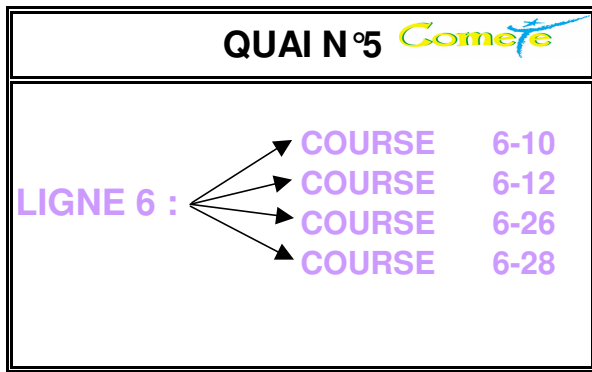 QUAI N°5 Comete
LIGNE 6 :
COURSE 6-10
COURSE 6-12
COURSE 6-26
COURSE 6-28